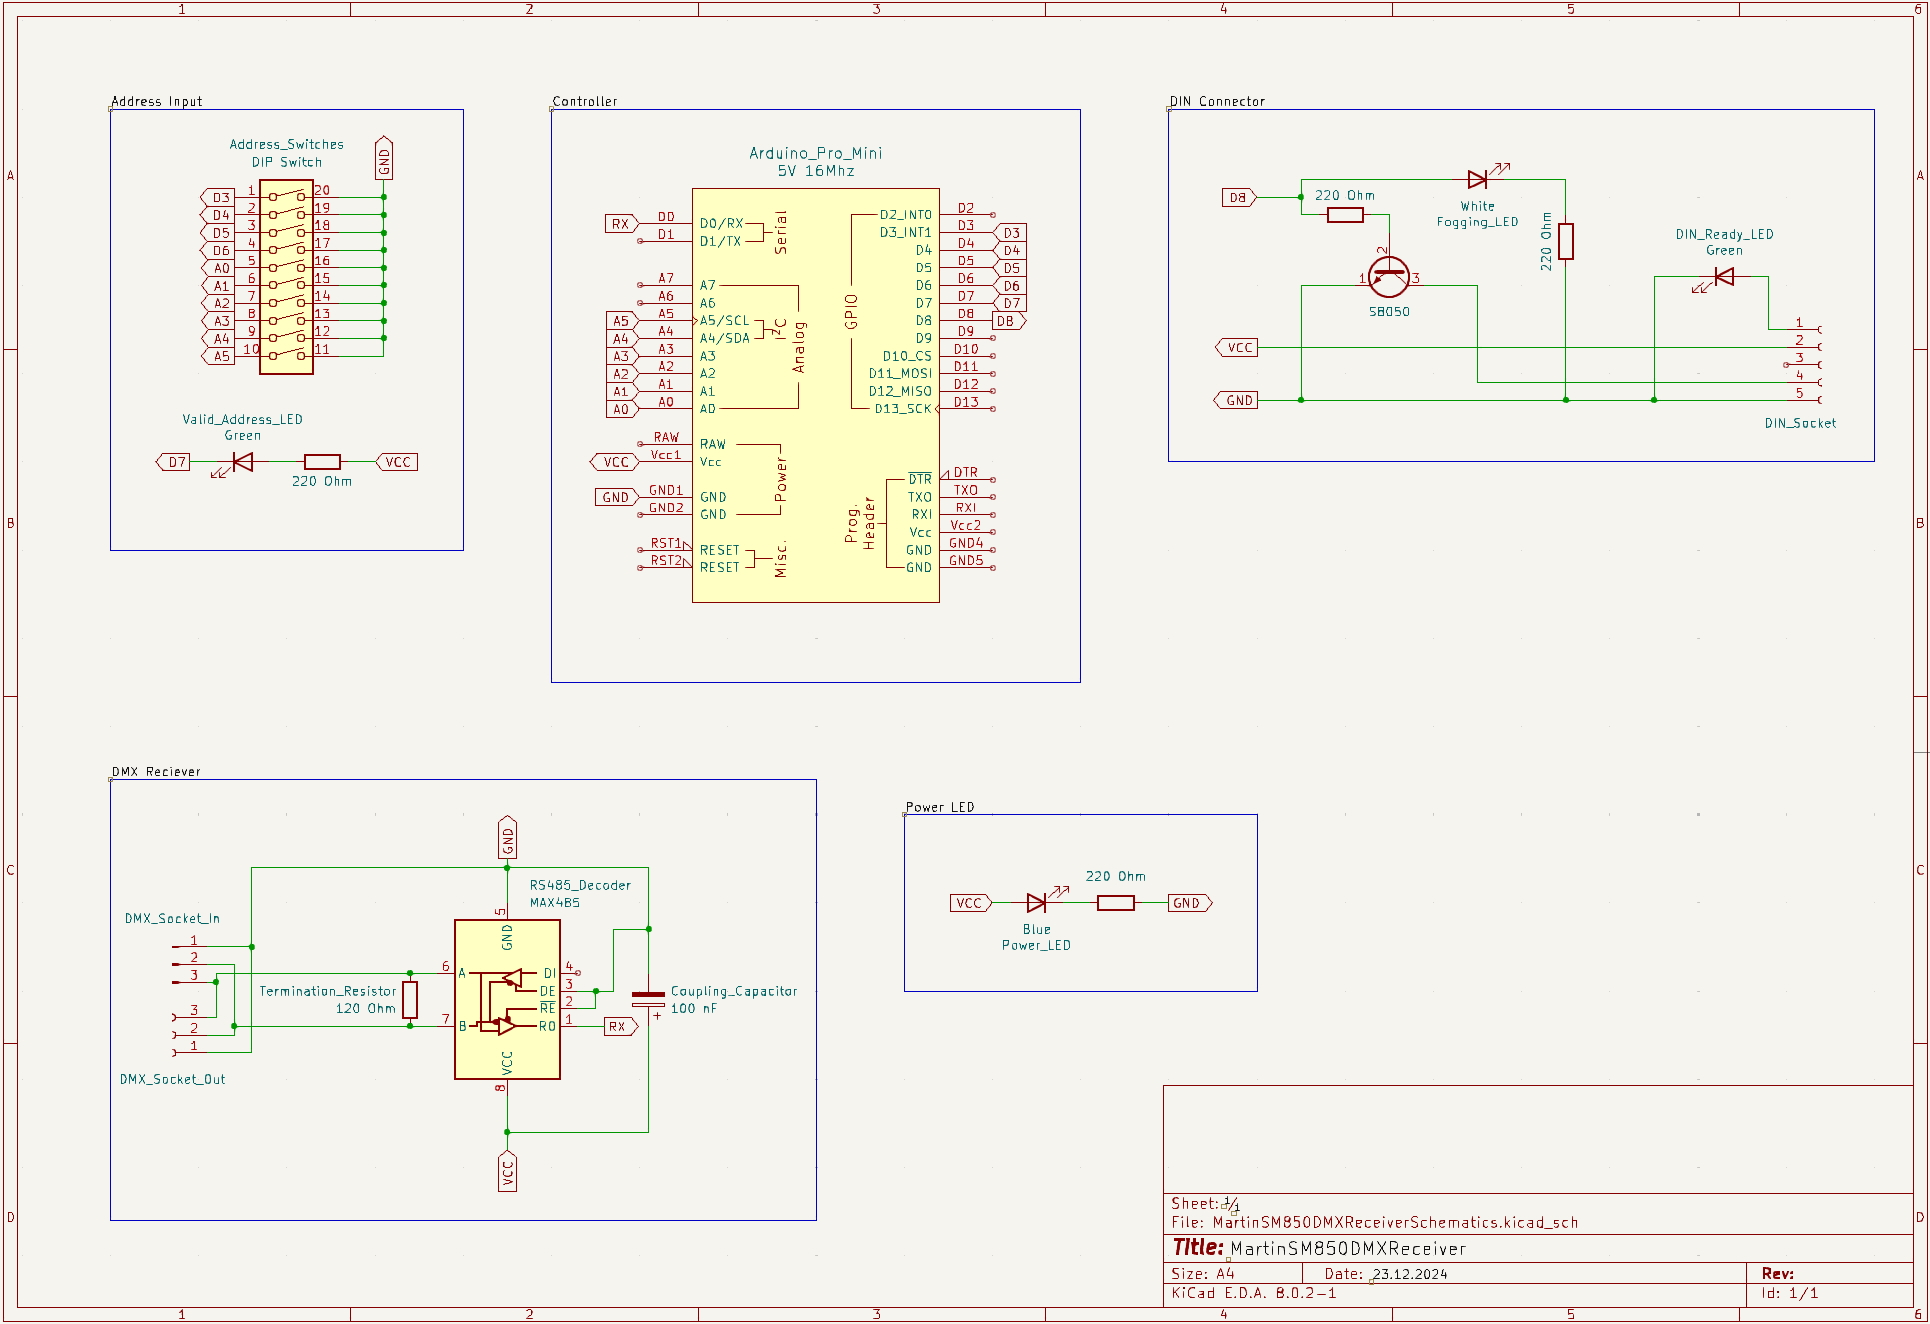 1 2 3 4 5 6
A
B
C
D
Address Input
Address_Switches
DIP Switch
GND
D3 1 20
D4 2 19
D5 3 18
D6 4 17
A0 5 16
A1 6 15
A2 7 14
A3 8 13
A4 9 12
A5 10 11
Valid_Address_LED
Green
D7 VCC
220 Ohm
Controller
Arduino_Pro_Mini
5V 16Mhz
RX D0 D0/RX
D1 D1/TX
Serial
A7 A7
A6 A6
A5 A5 A5/SCL
A4 A4 A4/SDA
I²C
A3 A3 A3
A2 A2 A2
A1 A1 A1
A0 A0 A0
Analog
RAW RAW
VCC Vcc1 Vcc
GND GND1 GND
GND2 GND
Power
RST1 RESET
RST2 RESET
Misc.
GPIO
D2_INT0 D2
D3_INT1 D3 D3
D4 D4 D4
D5 D5 D5
D6 D6 D6
D7 D7 D7
D8 D8 D8
D9 D9
D10_CS D10
D11_MOSI D11
D12_MISO D12
D13_SCK D13
Prog.
Header
DTR DTR
TXO TXO
RXI RXI
Vcc Vcc2
GND GND4
GND GND5
DIN Connector
D8
220 Ohm
White
Fogging_LED
220 Ohm
DIN_Ready_LED
Green
2
1 3
S8050
VCC
GND
1
2
3
4
5
DIN_Socket
DMX Reciever
GND
RS485_Decoder
MAX485
DMX_Socket_In
1
2
3
3
2
1
DMX_Socket_Out
Termination_Resistor
120 Ohm
5
GND
6 A
7 B
DI 4
DE 3
RE 2
RO 1
RX
VCC
8
VCC
Coupling_Capacitor
100 nF
+
Power LED
VCC
Blue
Power_LED
220 Ohm
GND
Sheet: 1/1
File: MartinSM850DMXReceiverSchematics.kicad_sch
Title: MartinSM850DMXReceiver
Size: A4 Date: 23.12.2024 Rev:
KiCad E.D.A. 8.0.2-1 Id: 1/1
A
B
C
D
1 2 3 4 5 6